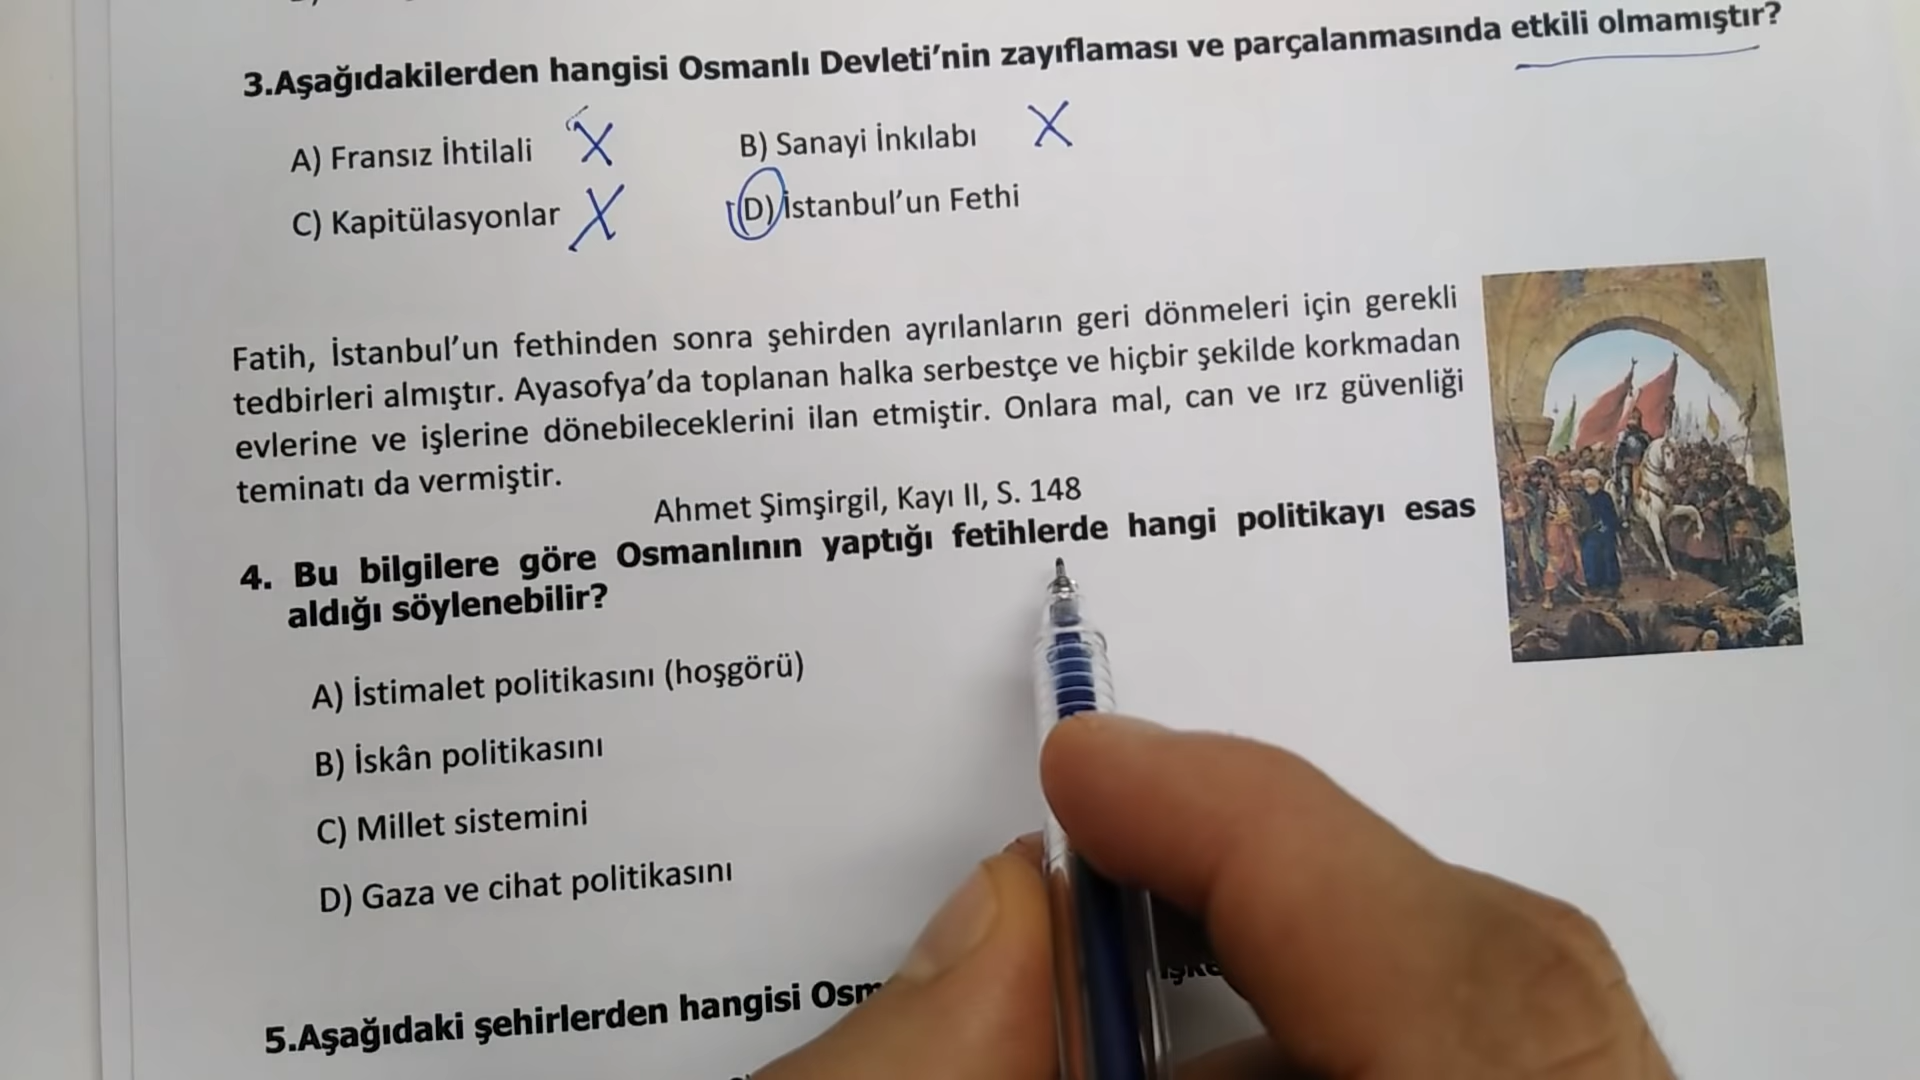 3.Aşağıdakilerden hangisi Osmanlı Devleti'nin zayıflaması ve parçalanmasında etkili olmamıştır?
A) Fransız İhtilali X B) Sanayi İnkılabı X
C) Kapitülasyonlar X D) İstanbul'un Fethi
Fatih, İstanbul'un fethinden sonra şehirden ayrılanların geri dönmeleri için gerekli
tedbirleri almıştır. Ayasofya'da toplanan halka serbestçe ve hiçbir şekilde korkmadan
evlerine ve işlerine dönebileceklerini ilan etmiştir. Onlara mal, can ve ırz güvenliği
teminatı da vermiştir.
Ahmet Şimşirgil, Kayı II, S. 148
4. Bu bilgilere göre Osmanlının yaptığı fetihlerde hangi politikayı esas
aldığı söylenebilir?
A) İstimalet politikasını (hoşgörü)
B) İskân politikasını
C) Millet sistemini
D) Gaza ve cihat politikasını
5.Aşağıdaki şehirlerden hangisi